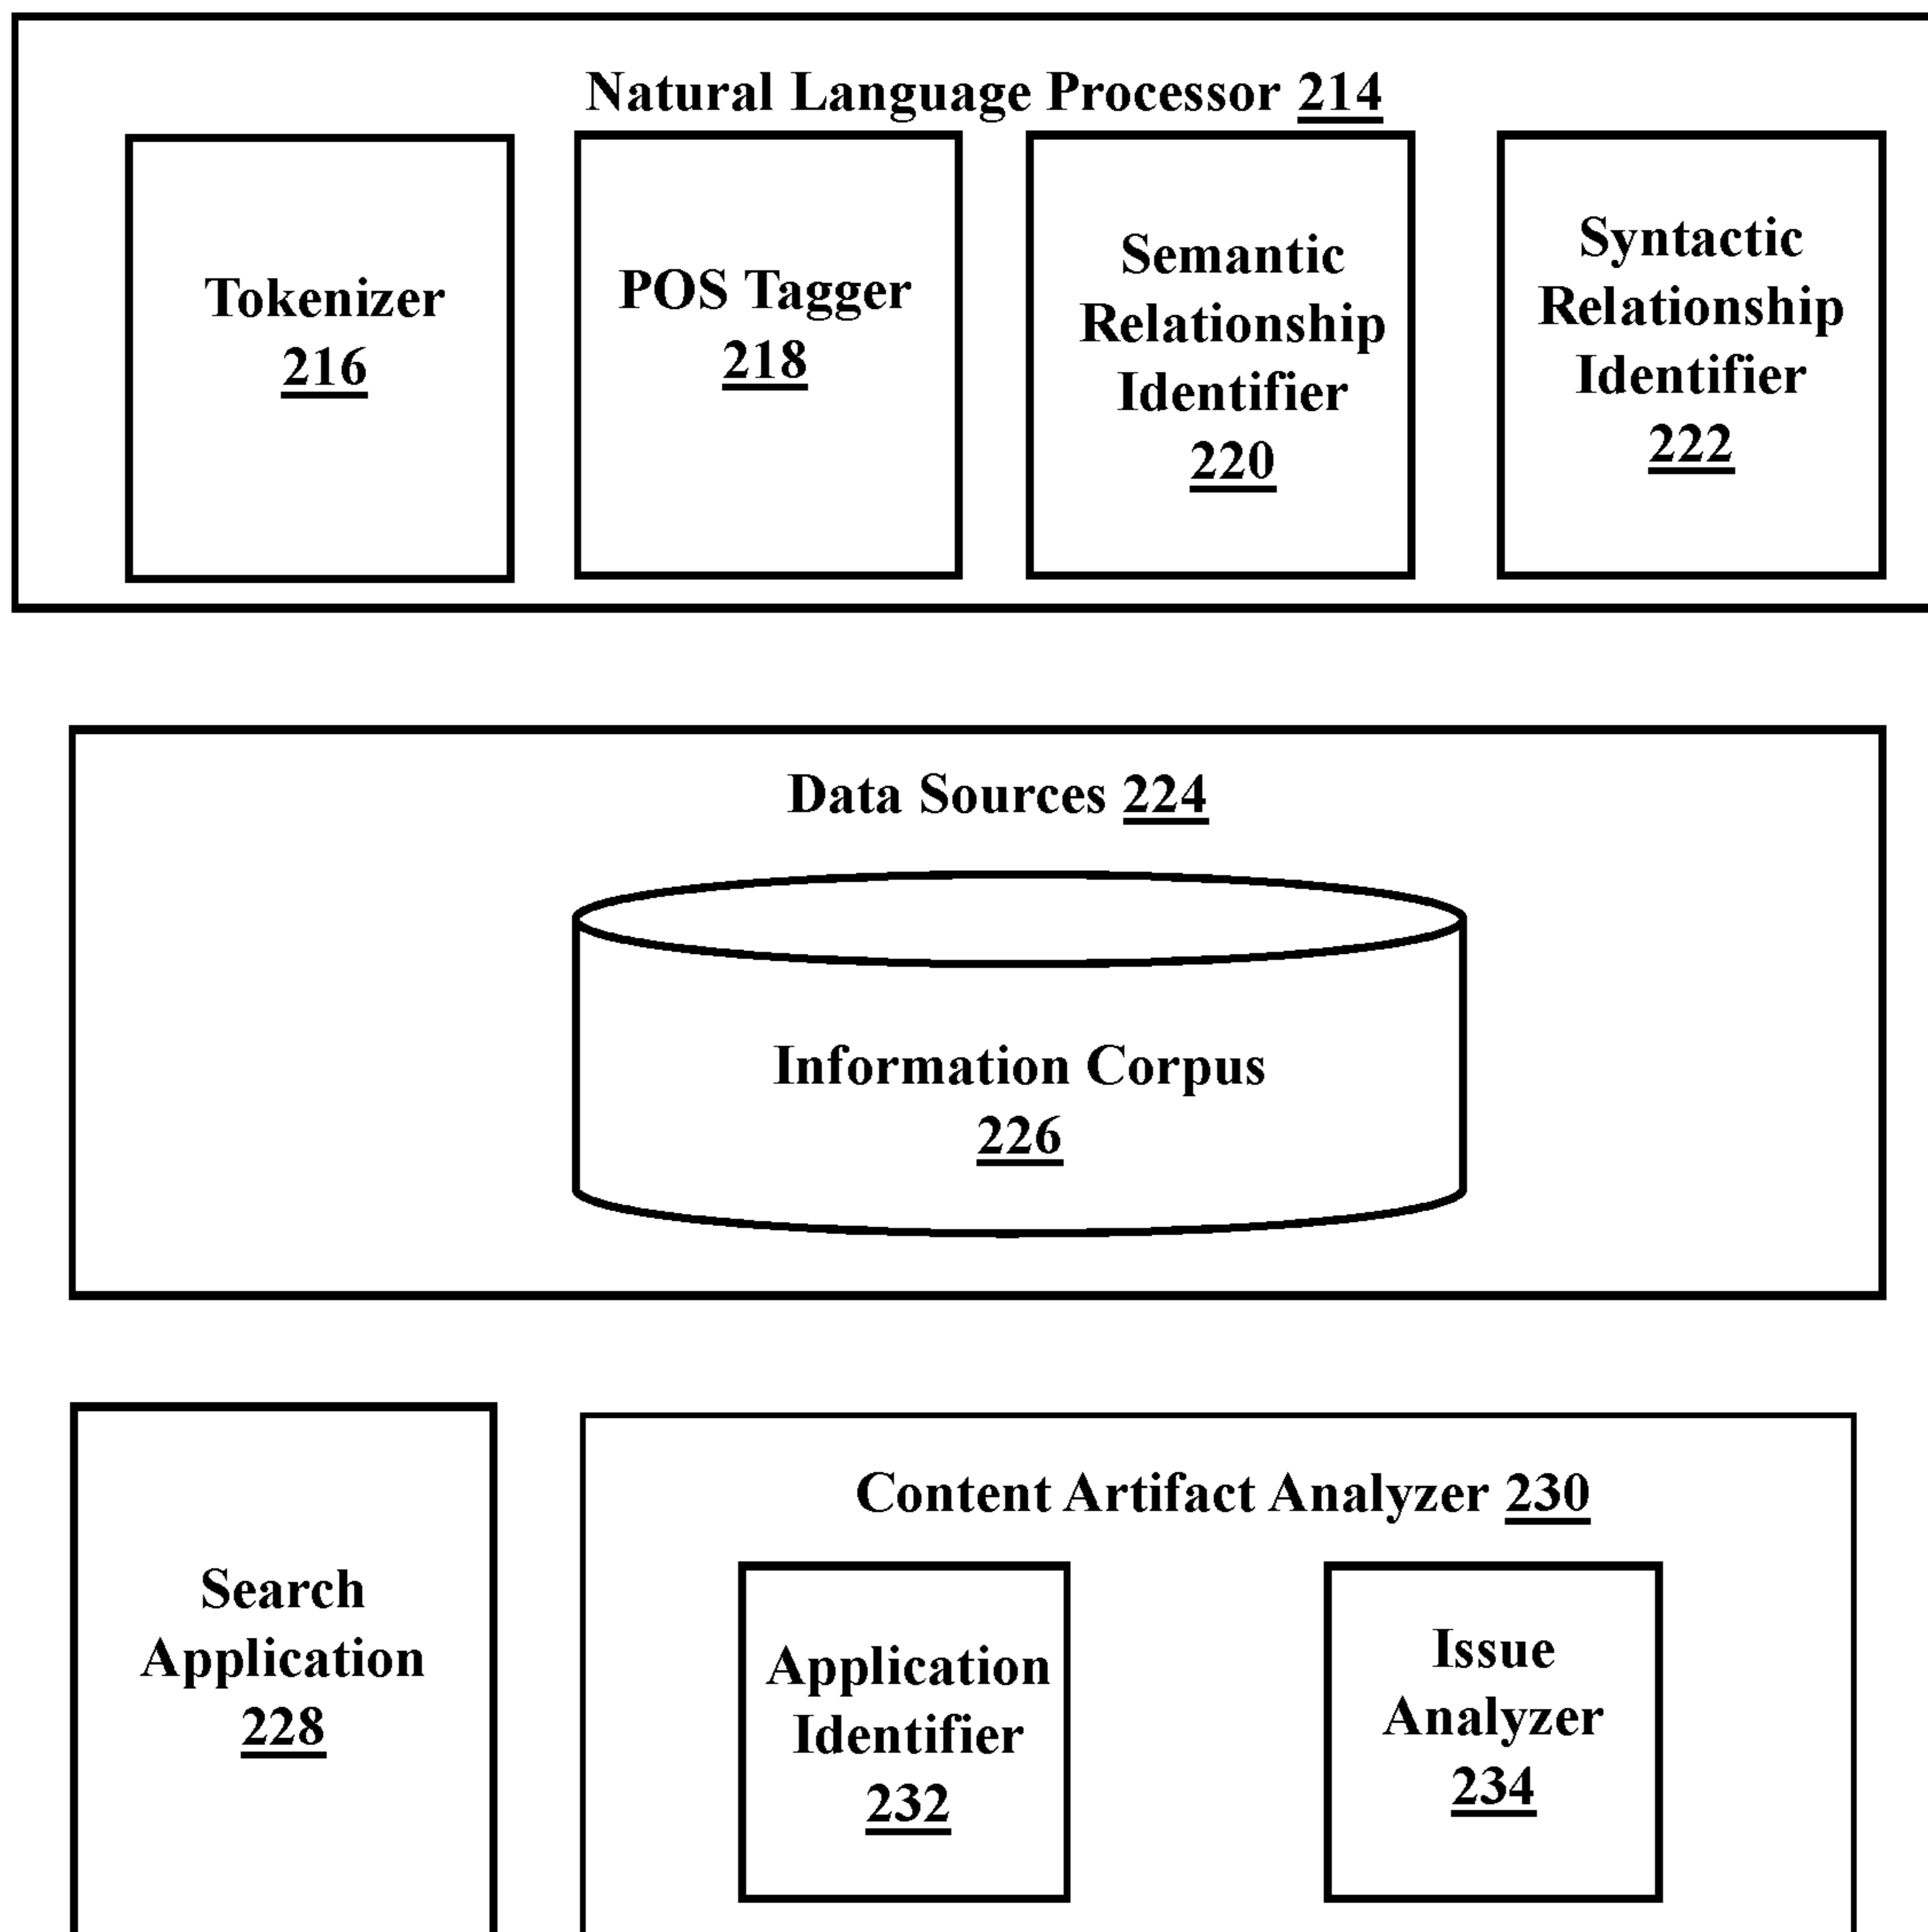 Natural Language Processor 214
Tokenizer
216
POS Tagger
218
Semantic
Relationship
Identifier
220
Syntactic
Relationship
Identifier
222
Data Sources 224
Information Corpus
226
Search
Application
228
Content Artifact Analyzer 230
Application
Identifier
232
Issue
Analyzer
234